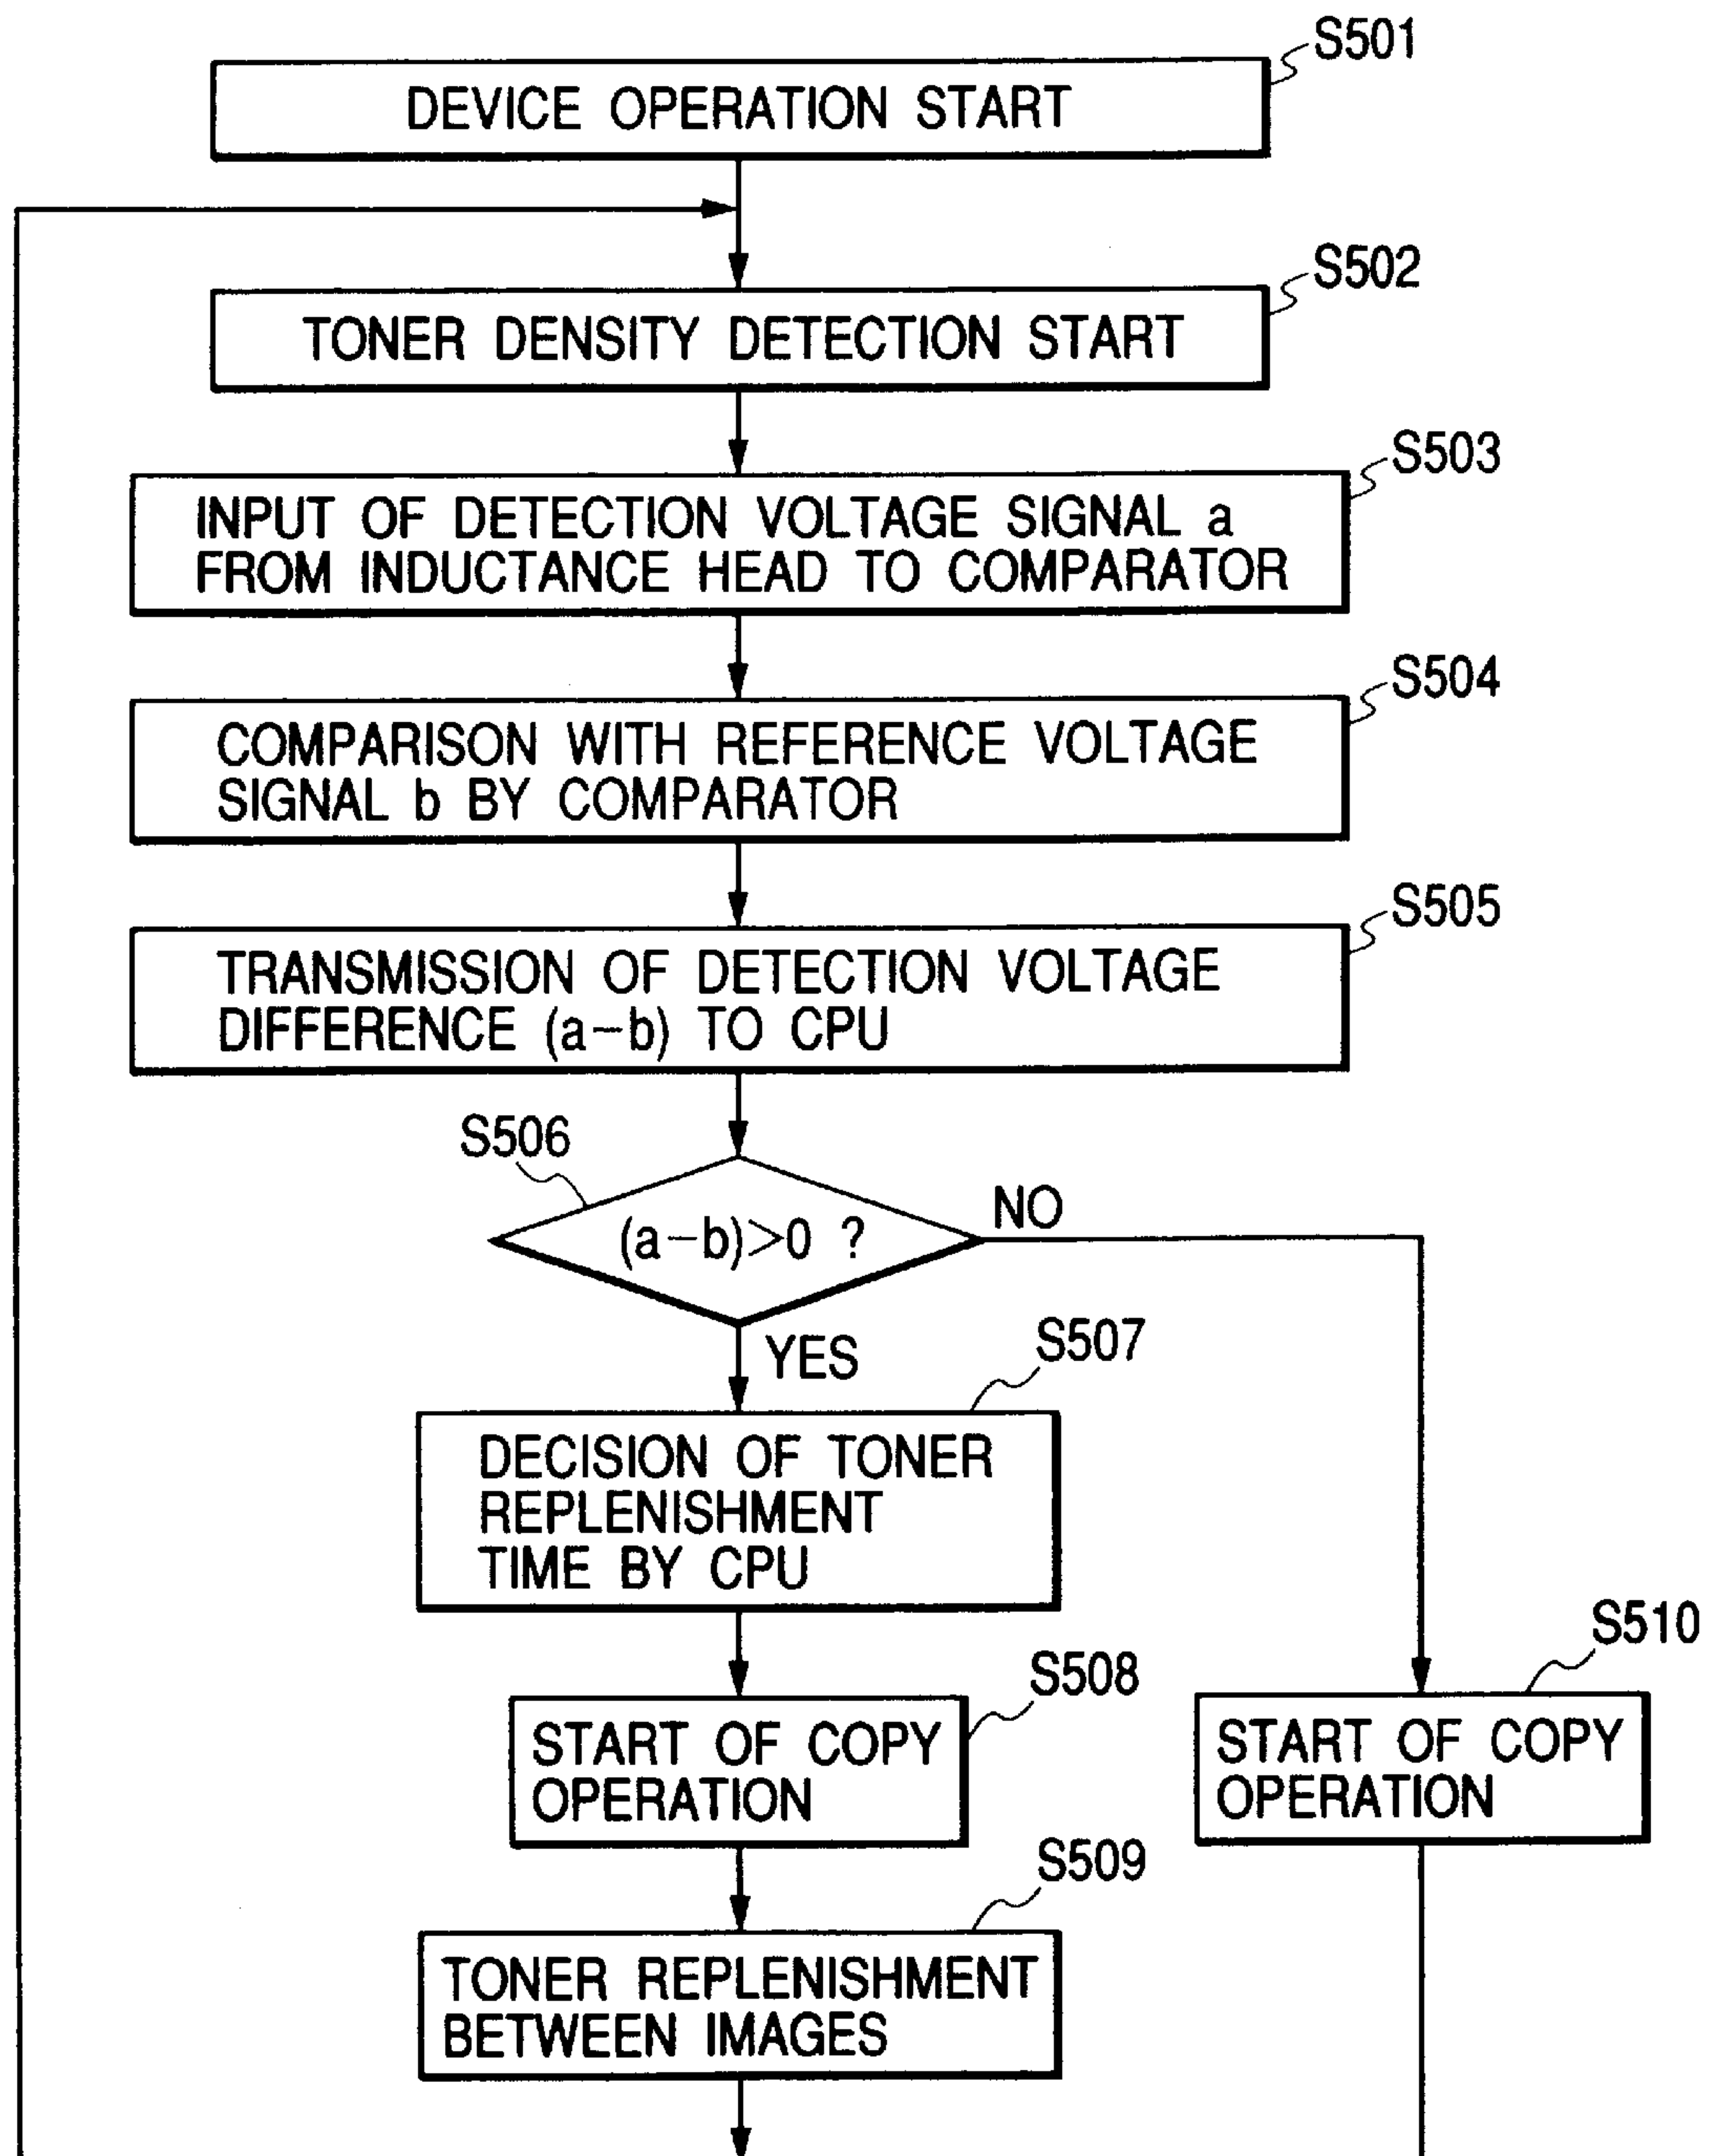 S501
DEVICE OPERATION START
S502
TONER DENSITY DETECTION START
S503
INPUT OF DETECTION VOLTAGE SIGNAL a
FROM INDUCTANCE HEAD TO COMPARATOR
S504
COMPARISON WITH REFERENCE VOLTAGE
SIGNAL b BY COMPARATOR
S505
TRANSMISSION OF DETECTION VOLTAGE
DIFFERENCE (a-b) TO CPU
S506
(a-b)>0 ?
NO
YES
S507
DECISION OF TONER
REPLENISHMENT
TIME BY CPU
S508
START OF COPY
OPERATION
S510
START OF COPY
OPERATION
S509
TONER REPLENISHMENT
BETWEEN IMAGES